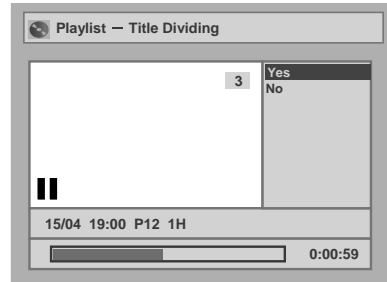 Playlist — Title Dividing
3
Yes
No
15/04 19:00 P12 1H
0:00:59